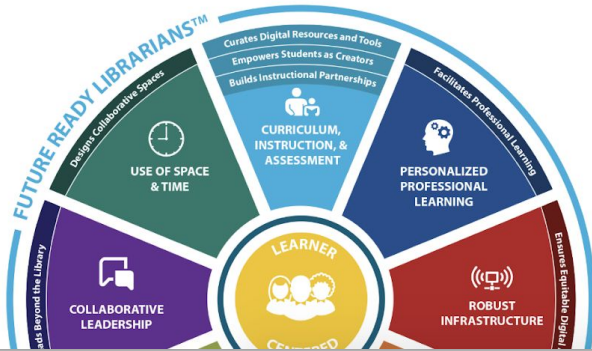 FUTURE READY LIBRARIANS™
Curates Digital Resources and Tools
Empowers Students as Creators
Builds Instructional Partnerships
CURRICULUM,
INSTRUCTION, &
ASSESSMENT
Designs Collaborative Spaces
USE OF SPACE
& TIME
Facilitates Professional Learning
PERSONALIZED
PROFESSIONAL
LEARNING
Beyond the Library
COLLABORATIVE
LEADERSHIP
LEARNER
CENTERED
Ensures Equitable Digital
ROBUST
INFRASTRUCTURE